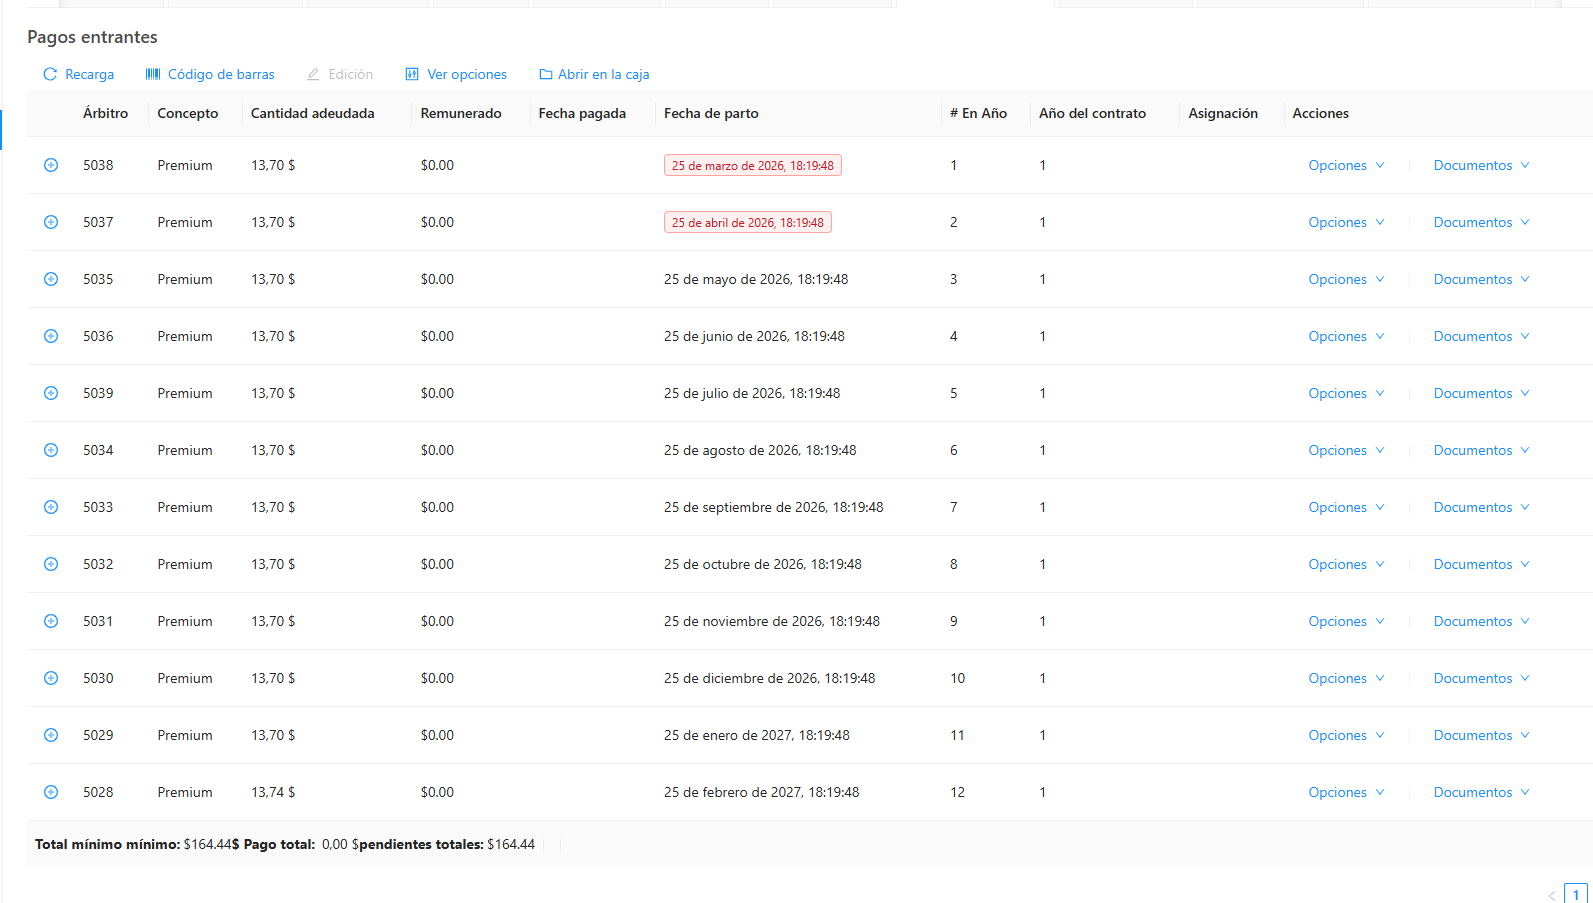 Pagos entrantes
Recarga Código de barras Edición Ver opciones Abrir en la caja
Árbitro Concepto Cantidad adeudada Remunerado Fecha pagada Fecha de parto # En Año Año del contrato Asignación Acciones
5038 Premium 13,70 $ $0.00 25 de marzo de 2026, 18:19:48 1 1 Opciones Documentos
5037 Premium 13,70 $ $0.00 25 de abril de 2026, 18:19:48 2 1 Opciones Documentos
5035 Premium 13,70 $ $0.00 25 de mayo de 2026, 18:19:48 3 1 Opciones Documentos
5036 Premium 13,70 $ $0.00 25 de junio de 2026, 18:19:48 4 1 Opciones Documentos
5039 Premium 13,70 $ $0.00 25 de julio de 2026, 18:19:48 5 1 Opciones Documentos
5034 Premium 13,70 $ $0.00 25 de agosto de 2026, 18:19:48 6 1 Opciones Documentos
5033 Premium 13,70 $ $0.00 25 de septiembre de 2026, 18:19:48 7 1 Opciones Documentos
5032 Premium 13,70 $ $0.00 25 de octubre de 2026, 18:19:48 8 1 Opciones Documentos
5031 Premium 13,70 $ $0.00 25 de noviembre de 2026, 18:19:48 9 1 Opciones Documentos
5030 Premium 13,70 $ $0.00 25 de diciembre de 2026, 18:19:48 10 1 Opciones Documentos
5029 Premium 13,70 $ $0.00 25 de enero de 2027, 18:19:48 11 1 Opciones Documentos
5028 Premium 13,74 $ $0.00 25 de febrero de 2027, 18:19:48 12 1 Opciones Documentos
Total mínimo mínimo: $164.44$ Pago total: 0,00 $pendientes totales: $164.44
1